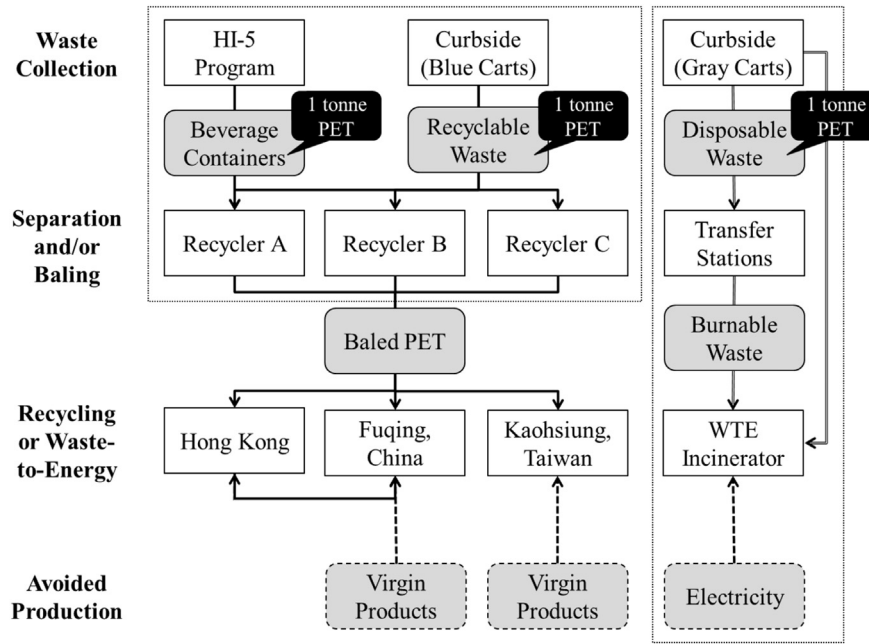 Waste
Collection
HI-5
Program
Curbside
(Blue Carts)
Curbside
(Gray Carts)
Beverage
Containers
1 tonne
PET
Recyclable
Waste
1 tonne
PET
Disposable
Waste
1 tonne
PET
Separation
and/or
Baling
Recycler A
Recycler B
Recycler C
Transfer
Stations
Baled PET
Burnable
Waste
Recycling
or Waste-
to-Energy
Hong Kong
Fuqing,
China
Kaohsiung,
Taiwan
WTE
Incinerator
Avoided
Production
Virgin
Products
Virgin
Products
Electricity